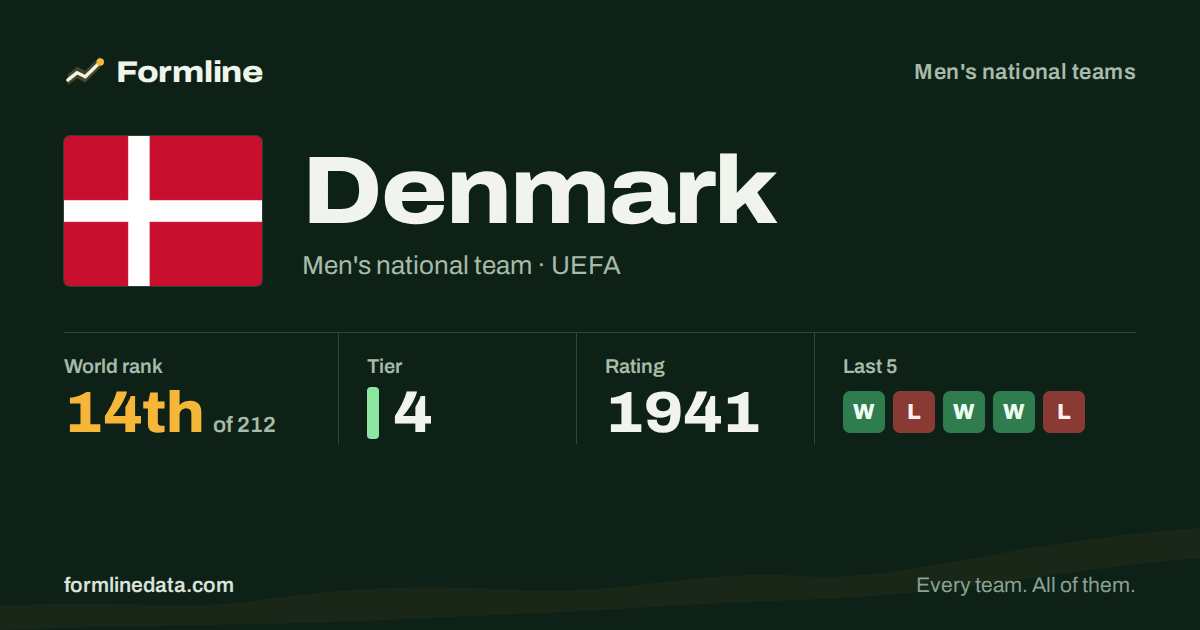 Formline
Men's national teams
Denmark
Men's national team · UEFA
World rank
14th of 212
Tier
4
Rating
1941
Last 5
W L W W L
formlinedata.com
Every team. All of them.